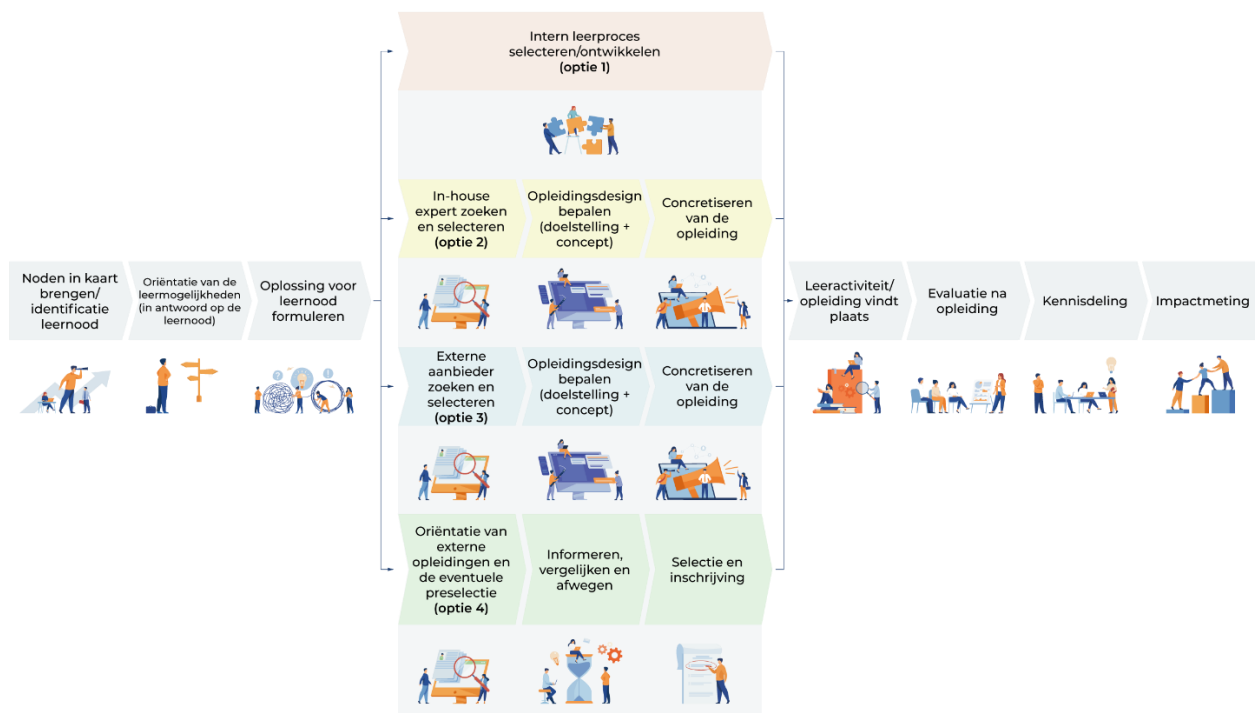 Noden in kaart
brengen/
identificatie
leernood
Oriëntatie van de
leermogelijkheden
(in antwoord op de
leernood)
Oplossing voor
leernood
formuleren
Intern leerproces
selecteren/ontwikkelen
(optie 1)
In-house
expert zoeken
en selecteren
(optie 2)
Opleidingsdesign
bepalen
(doelstelling +
concept)
Concretiseren
van de
opleiding
Externe
aanbieder
zoeken en
selecteren
(optie 3)
Opleidingsdesign
bepalen
(doelstelling +
concept)
Concretiseren
van de
opleiding
Oriëntatie van
externe
opleidingen en
de eventuele
preselectie
(optie 4)
Informeren,
vergelijken en
afwegen
Selectie en
inschrijving
Leeractiviteit/
opleiding vindt
plaats
Evaluatie na
opleiding
Kennisdeling
Impactmeting